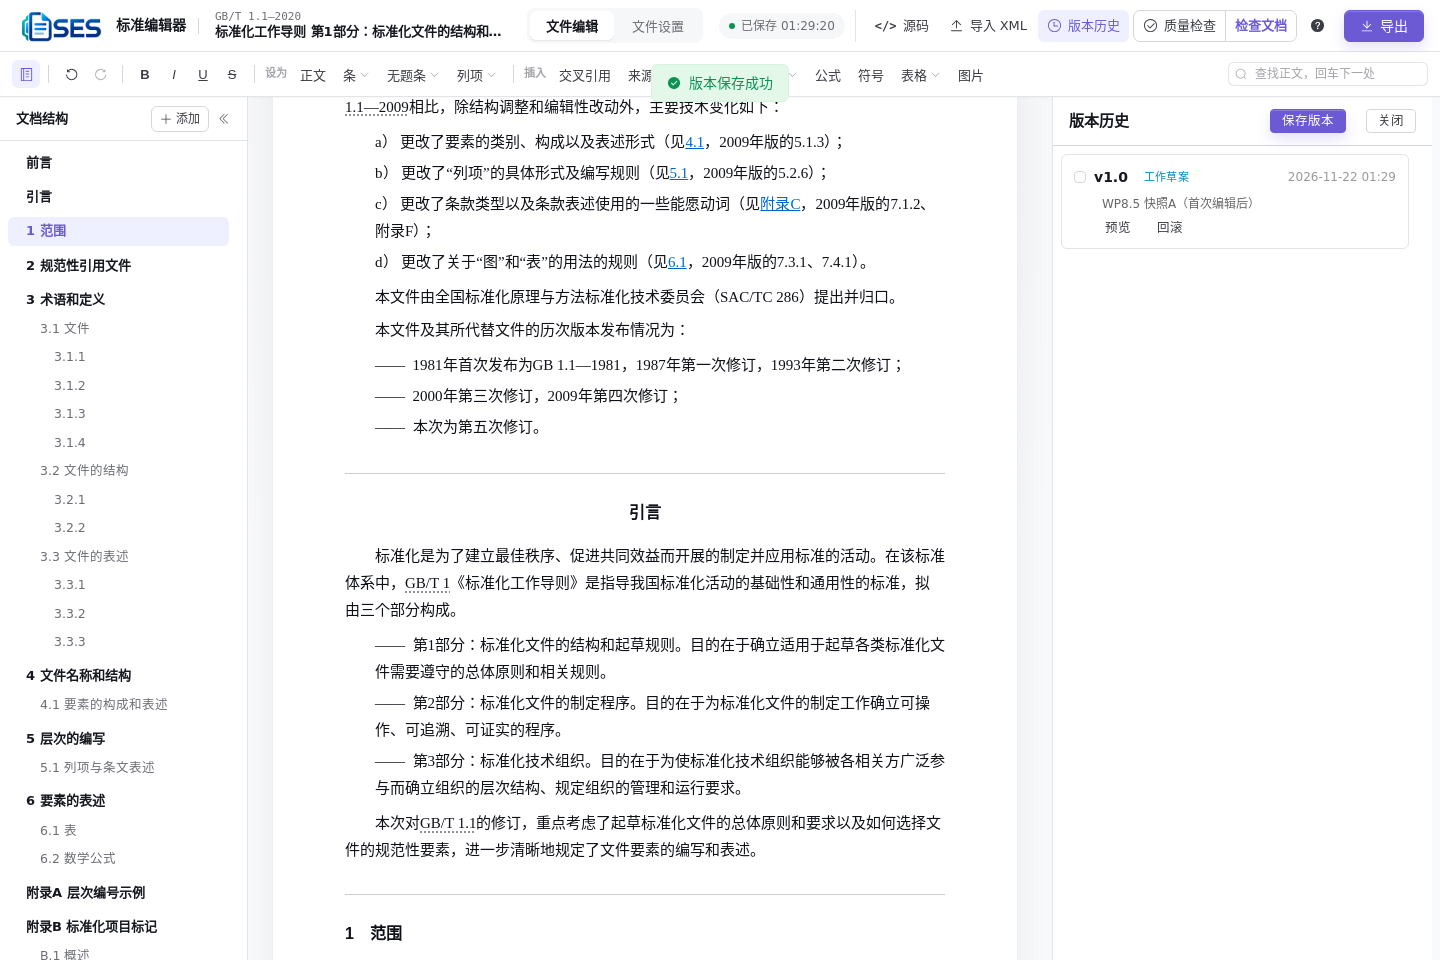 SES
标准编辑器
GB/T 1.1—2020
标准化工作导则 第1部分：标准化文件的结构和...
文件编辑
文件设置
已保存 01:29:20
</> 源码
导入 XML
版本历史
质量检查
检查文档
导出
B I U S
设为 正文 条 无题条 列项
插入 交叉引用 来源
公式 符号 表格 图片
版本保存成功
查找正文，回车下一处
文档结构
添加
前言
引言
1 范围
2 规范性引用文件
3 术语和定义
3.1 文件
3.1.1
3.1.2
3.1.3
3.1.4
3.2 文件的结构
3.2.1
3.2.2
3.3 文件的表述
3.3.1
3.3.2
3.3.3
4 文件名称和结构
4.1 要素的构成和表述
5 层次的编写
5.1 列项与条文表述
6 要素的表述
6.1 表
6.2 数学公式
附录A 层次编号示例
附录B 标准化项目标记
B.1 概述
1.1—2009相比，除结构调整和编辑性改动外，主要技术变化如下：
a） 更改了要素的类别、构成以及表述形式（见4.1，2009年版的5.1.3）；
b） 更改了“列项”的具体形式及编写规则（见5.1，2009年版的5.2.6）；
c） 更改了条款类型以及条款表述使用的一些能愿动词（见附录C，2009年版的7.1.2、
附录F）；
d） 更改了关于“图”和“表”的用法的规则（见6.1，2009年版的7.3.1、7.4.1）。
本文件由全国标准化原理与方法标准化技术委员会（SAC/TC 286）提出并归口。
本文件及其所代替文件的历次版本发布情况为：
—— 1981年首次发布为GB 1.1—1981，1987年第一次修订，1993年第二次修订；
—— 2000年第三次修订，2009年第四次修订；
—— 本次为第五次修订。
引言
标准化是为了建立最佳秩序、促进共同效益而开展的制定并应用标准的活动。在该标准
体系中，GB/T 1《标准化工作导则》是指导我国标准化活动的基础性和通用性的标准，拟
由三个部分构成。
—— 第1部分：标准化文件的结构和起草规则。目的在于确立适用于起草各类标准化文
件需要遵守的总体原则和相关规则。
—— 第2部分：标准化文件的制定程序。目的在于为标准化文件的制定工作确立可操
作、可追溯、可证实的程序。
—— 第3部分：标准化技术组织。目的在于为使标准化技术组织能够被各相关方广泛参
与而确立组织的层次结构、规定组织的管理和运行要求。
本次对GB/T 1.1的修订，重点考虑了起草标准化文件的总体原则和要求以及如何选择文
件的规范性要素，进一步清晰地规定了文件要素的编写和表述。
1 范围
版本历史
保存版本
关闭
v1.0 工作草案 2026-11-22 01:29
WP8.5 快照A（首次编辑后）
预览 回滚